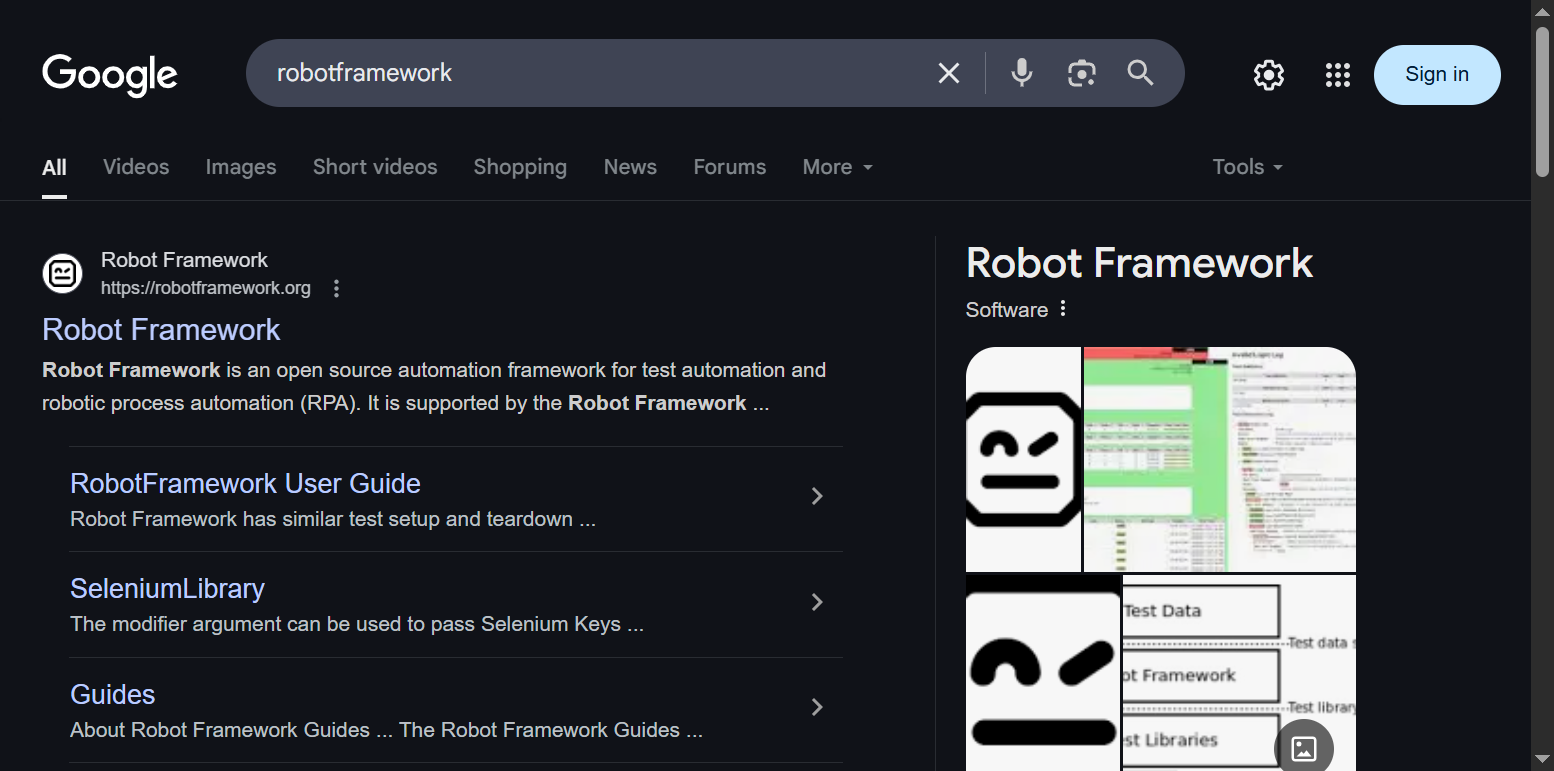 Google
robotframework
Sign in
All Videos Images Short videos Shopping News Forums More Tools
Robot Framework
https://robotframework.org
Robot Framework
Robot Framework is an open source automation framework for test automation and
robotic process automation (RPA). It is supported by the Robot Framework ...
RobotFramework User Guide
Robot Framework has similar test setup and teardown ...
SeleniumLibrary
The modifier argument can be used to pass Selenium Keys ...
Guides
About Robot Framework Guides ... The Robot Framework Guides ...
Robot Framework
Software
Test Data
Test data s
ot Framework
Test library
st Libraries